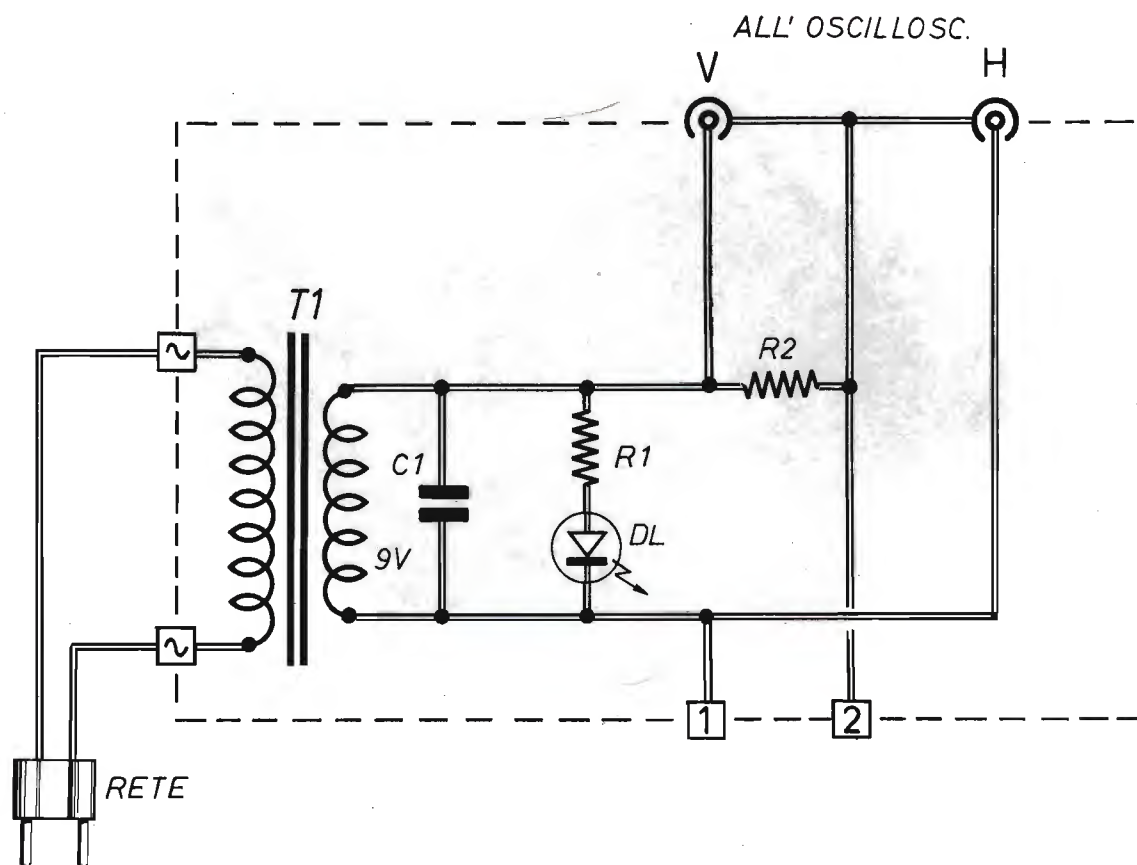 ALL' OSCILLOSC.
V
H
T1
R2
R1
C1
DL
9V
1
2
RETE